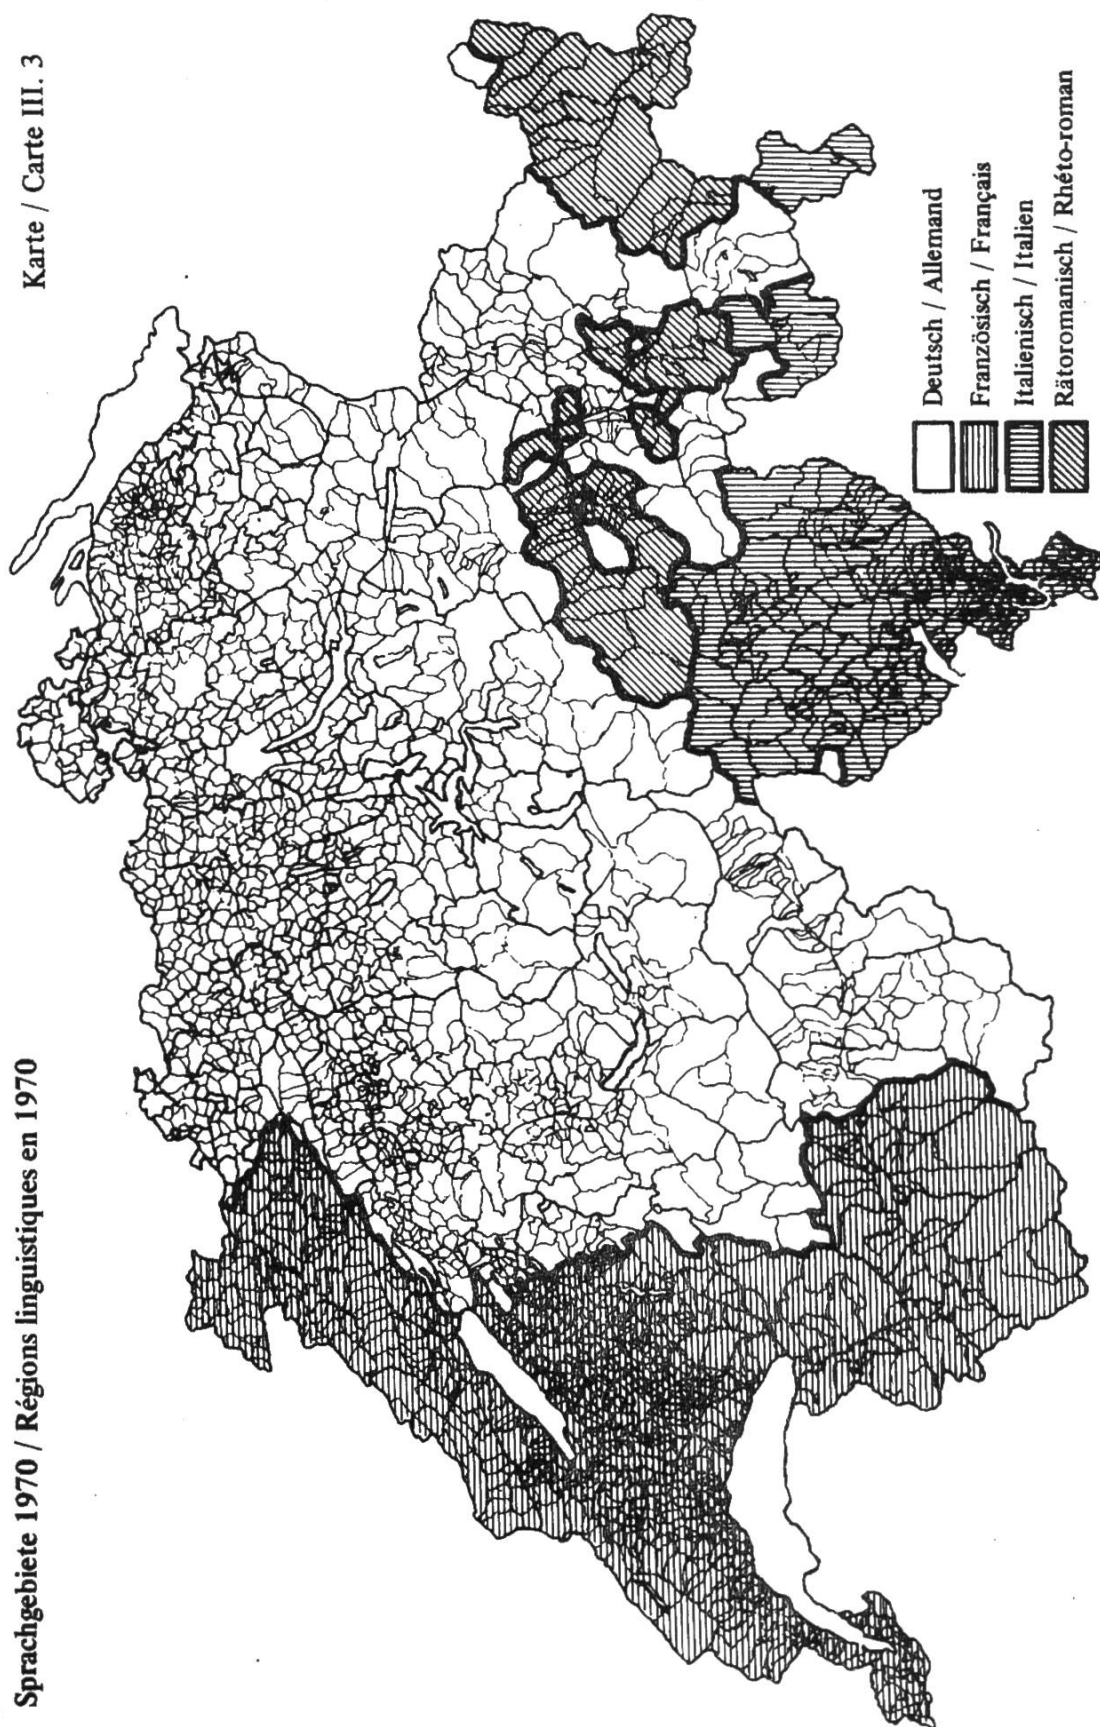 Sprachgebiete 1970 / Régions linguistiques en 1970
Karte / Carte III. 3
Deutsch / Allemand
Französisch / Français
Italienisch / Italien
Rätoromanisch / Rhéto-roman